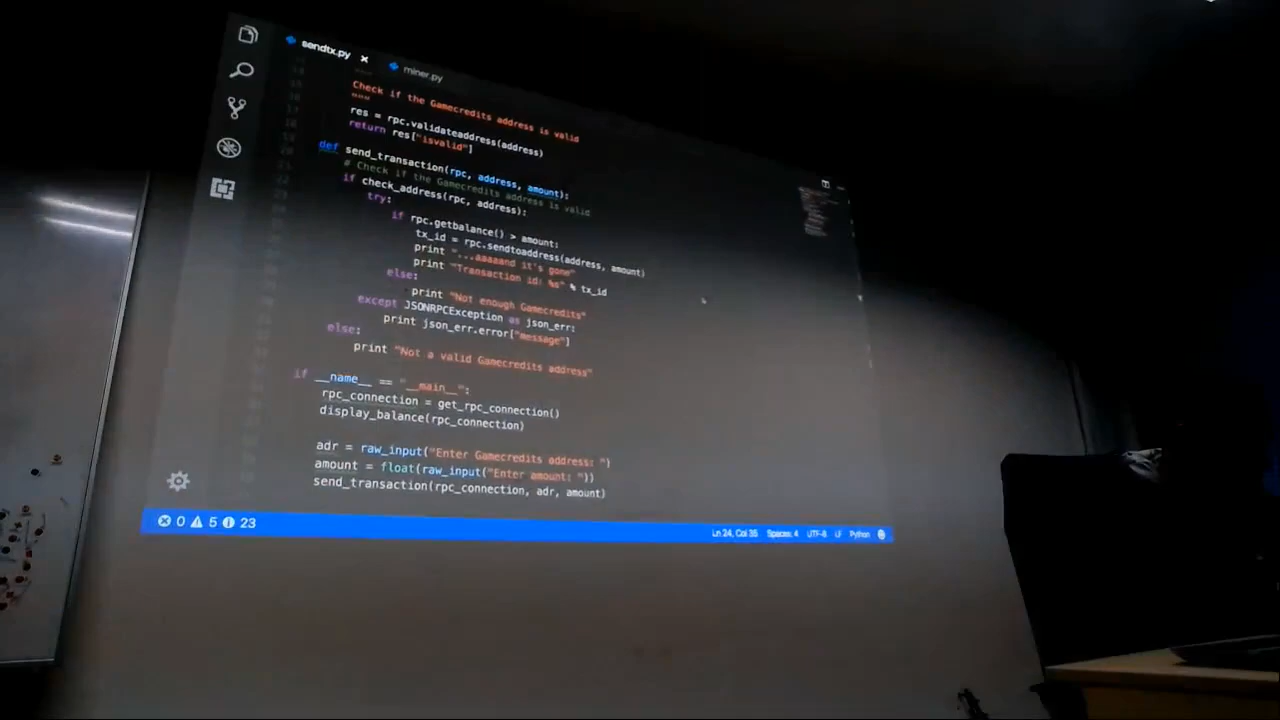 sendtx.py × miner.py
Check if the Gamecredits address is valid
"""
res = rpc.validateaddress(address)
return res["isvalid"]
def send_transaction(rpc, address, amount):
# Check if the Gamecredits address is valid
if check_address(rpc, address):
try:
if rpc.getbalance() > amount:
tx_id = rpc.sendtoaddress(address, amount)
print "...aaaaand it's gone"
print "Transaction id: %s" % tx_id
else:
print "Not enough Gamecredits"
except JSONRPCException as json_err:
print json_err.error["message"]
else:
print "Not a valid Gamecredits address"
if __name__ == "__main__":
rpc_connection = get_rpc_connection()
display_balance(rpc_connection)
adr = raw_input("Enter Gamecredits address: ")
amount = float(raw_input("Enter amount: "))
send_transaction(rpc_connection, adr, amount)
0 5 23 Ln 24, Col 35 Spaces: 4 UTF-8 LF Python